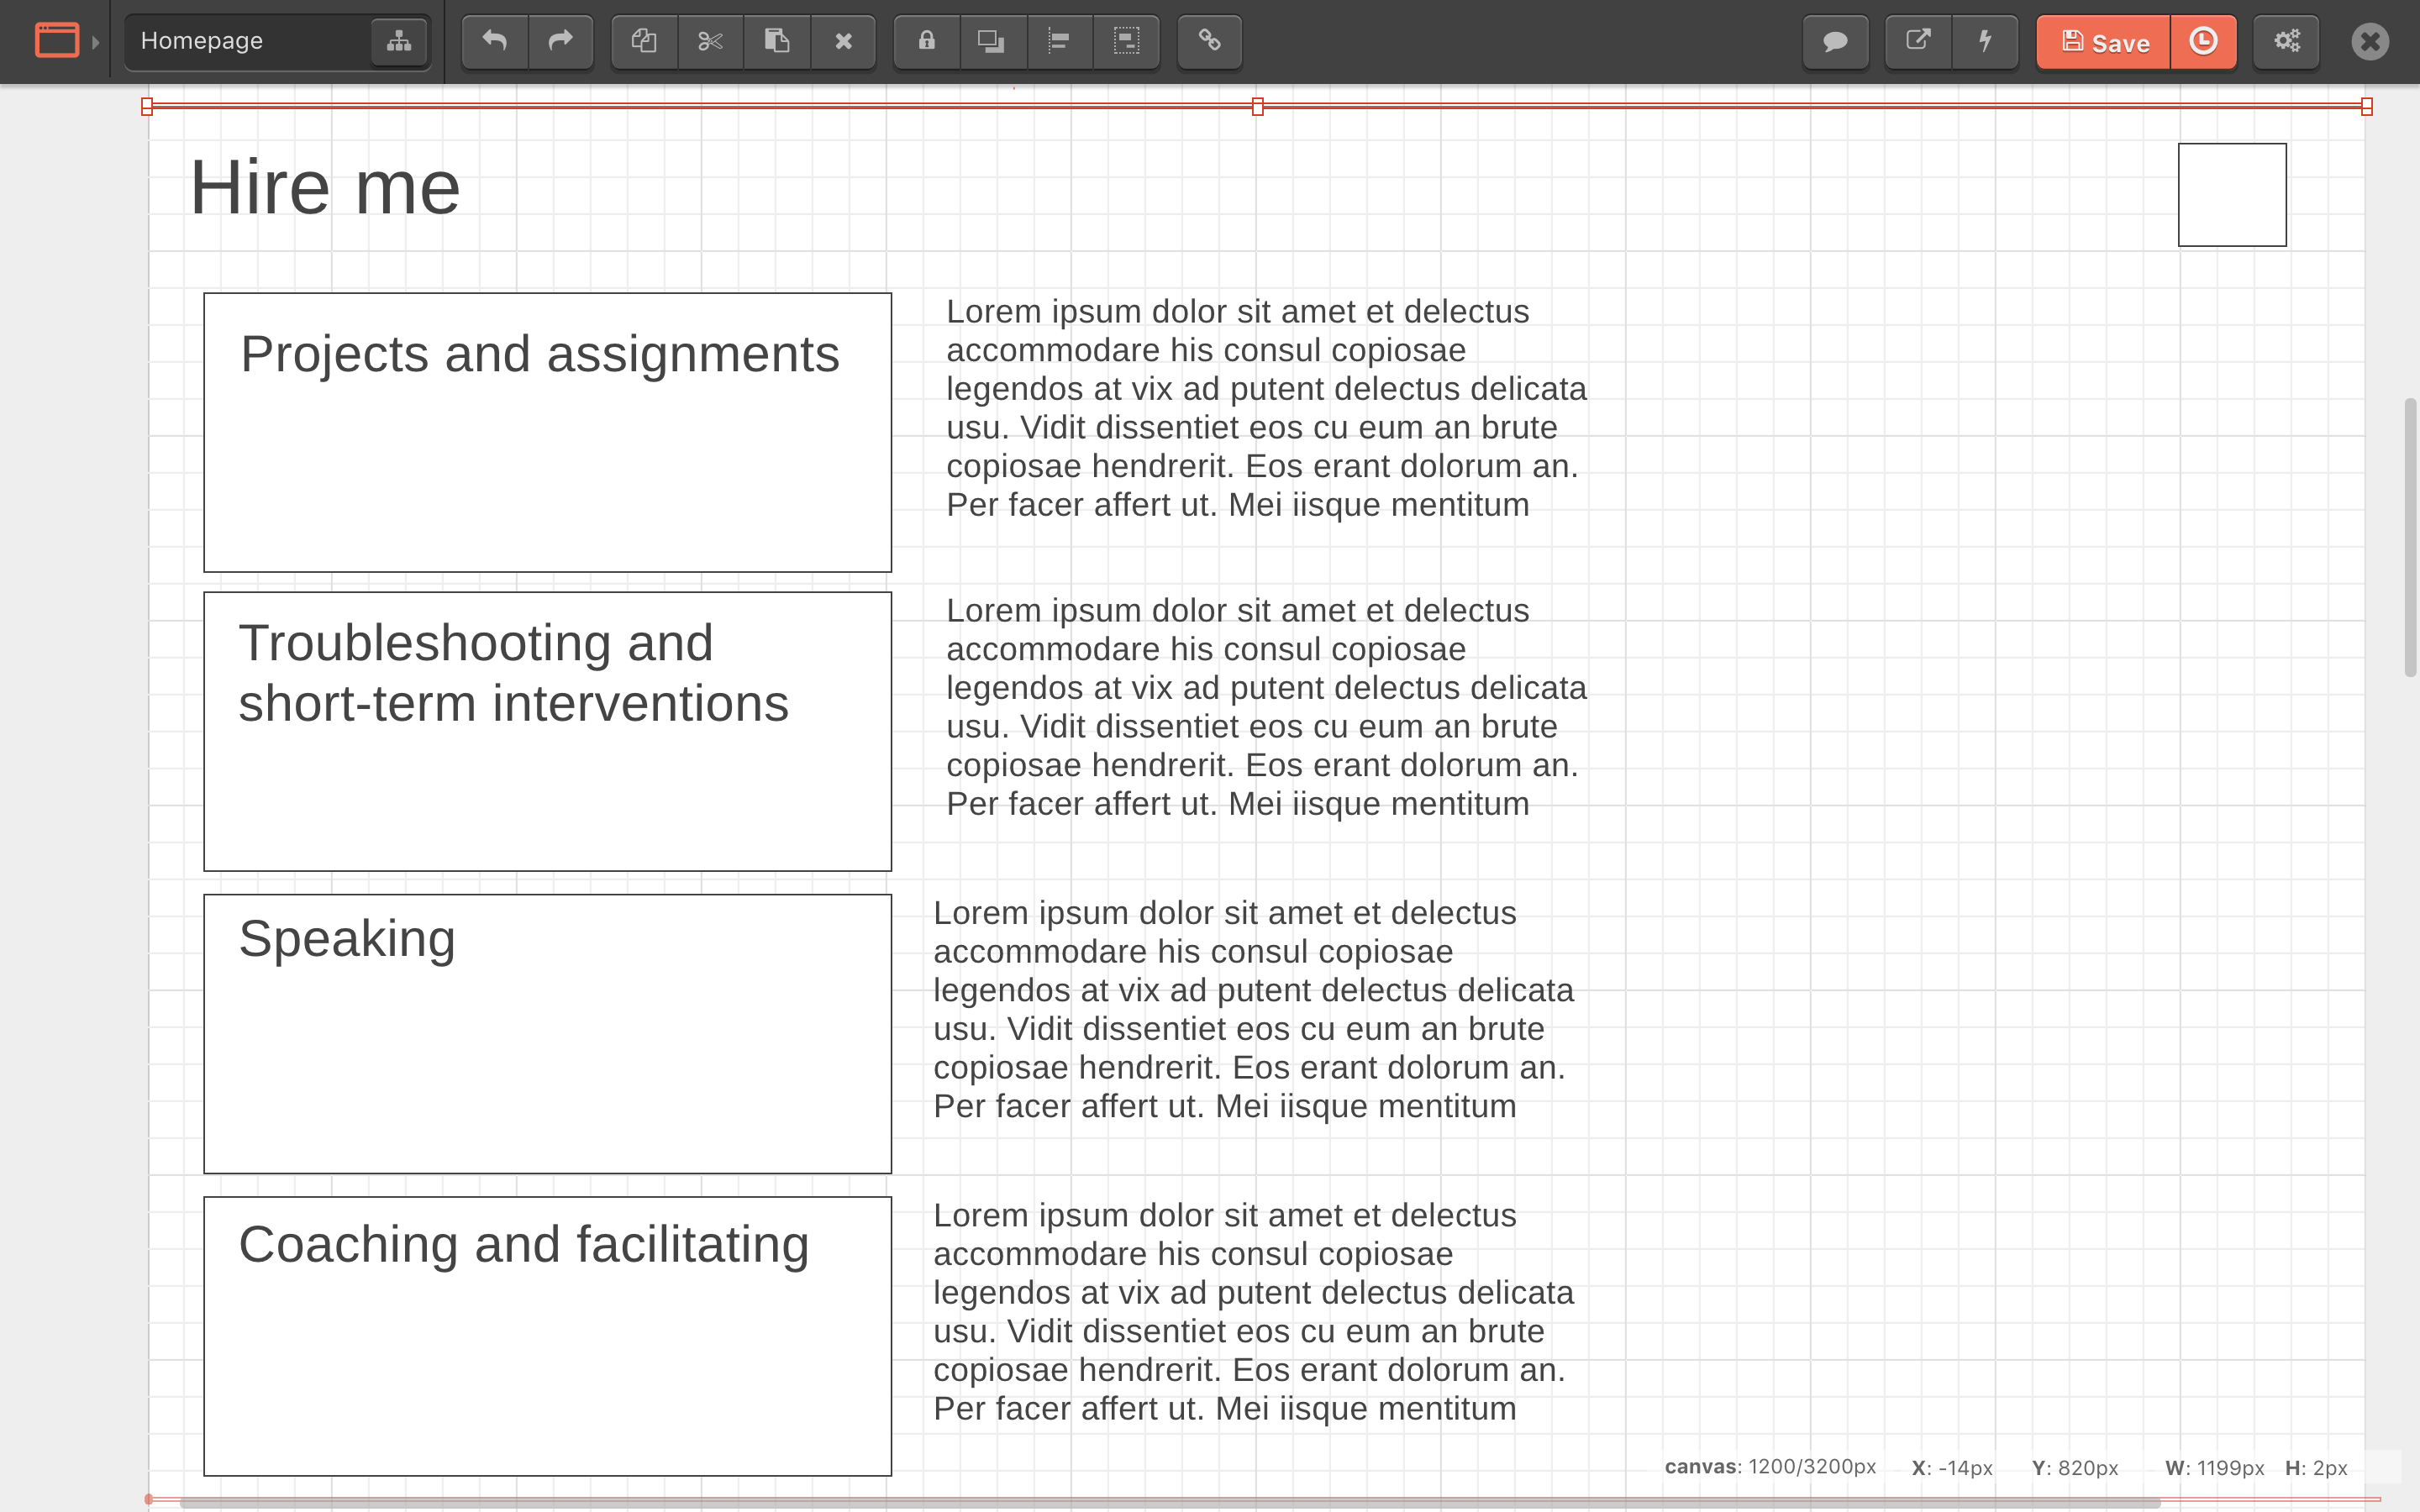 Homepage
Save
Hire me
Projects and assignments
Lorem ipsum dolor sit amet et delectus
accommodare his consul copiosae
legendos at vix ad putent delectus delicata
usu. Vidit dissentiet eos cu eum an brute
copiosae hendrerit. Eos erant dolorum an.
Per facer affert ut. Mei iisque mentitum
Troubleshooting and
short-term interventions
Lorem ipsum dolor sit amet et delectus
accommodare his consul copiosae
legendos at vix ad putent delectus delicata
usu. Vidit dissentiet eos cu eum an brute
copiosae hendrerit. Eos erant dolorum an.
Per facer affert ut. Mei iisque mentitum
Speaking
Lorem ipsum dolor sit amet et delectus
accommodare his consul copiosae
legendos at vix ad putent delectus delicata
usu. Vidit dissentiet eos cu eum an brute
copiosae hendrerit. Eos erant dolorum an.
Per facer affert ut. Mei iisque mentitum
Coaching and facilitating
Lorem ipsum dolor sit amet et delectus
accommodare his consul copiosae
legendos at vix ad putent delectus delicata
usu. Vidit dissentiet eos cu eum an brute
copiosae hendrerit. Eos erant dolorum an.
Per facer affert ut. Mei iisque mentitum
canvas: 1200/3200px X: -14px Y: 820px W: 1199px H: 2px